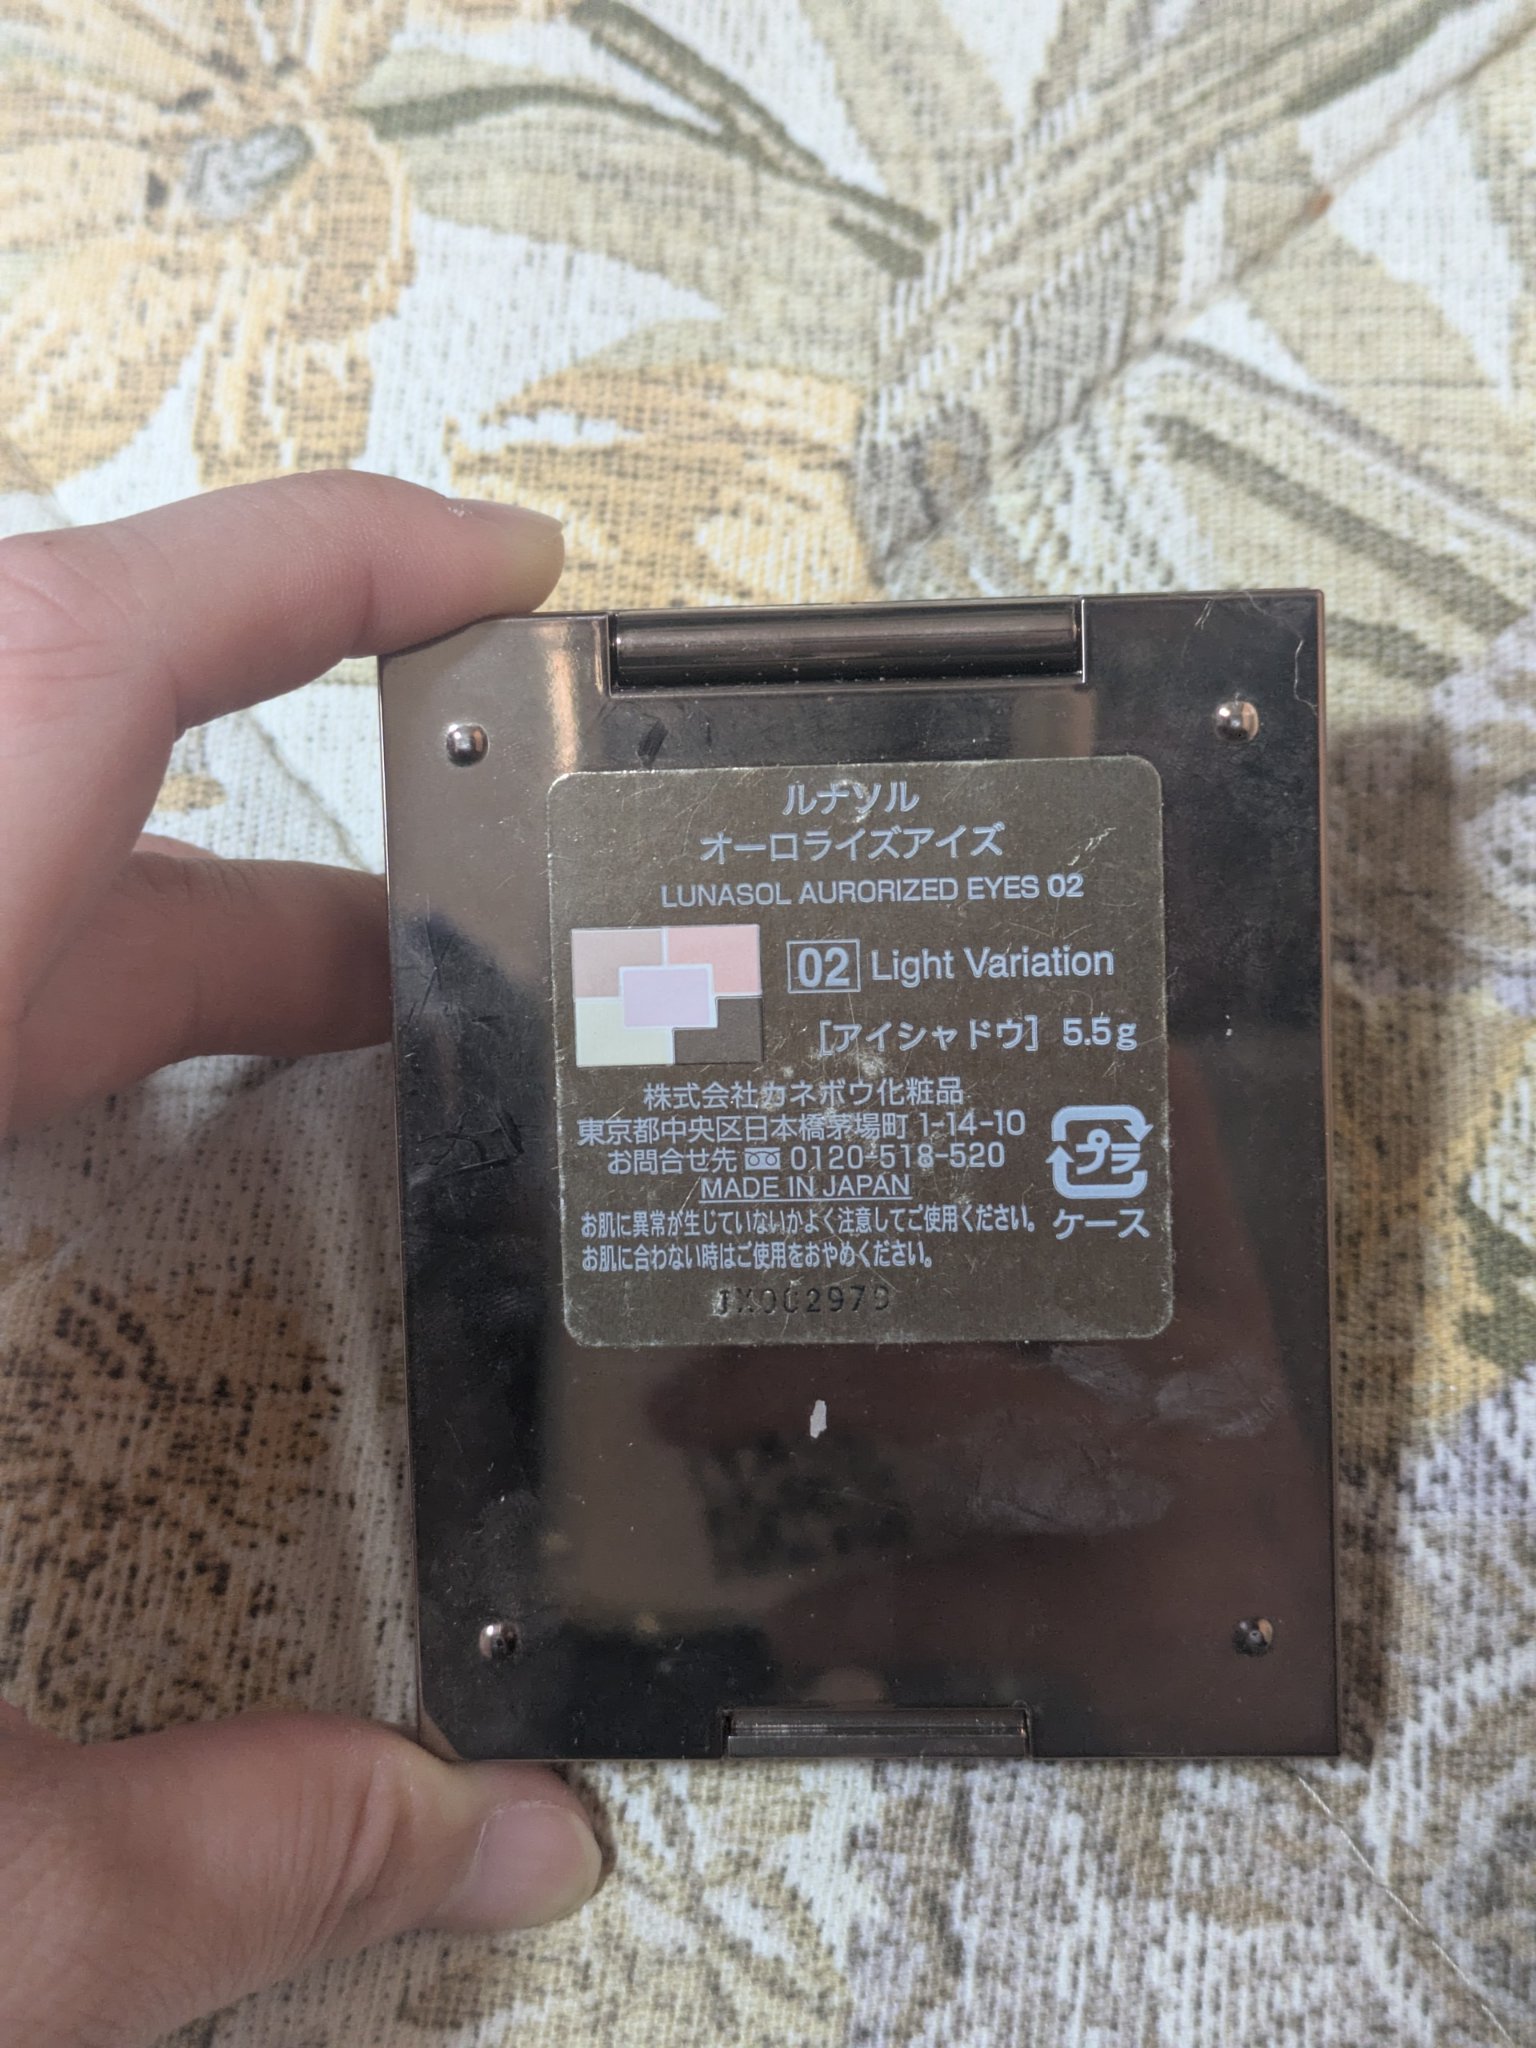 ルナソル
オーロライズアイズ
LUNASOL AURORIZED EYES 02
02 Light Variation
[アイシャドウ] 5.5g
株式会社カネボウ化粧品
東京都中央区日本橋茅場町 1-14-10
お問合せ先 0120-518-520
MADE IN JAPAN
プラ
ケース
お肌に異常が生じていないかよく注意してご使用ください。
お肌に合わない時はご使用をおやめください。